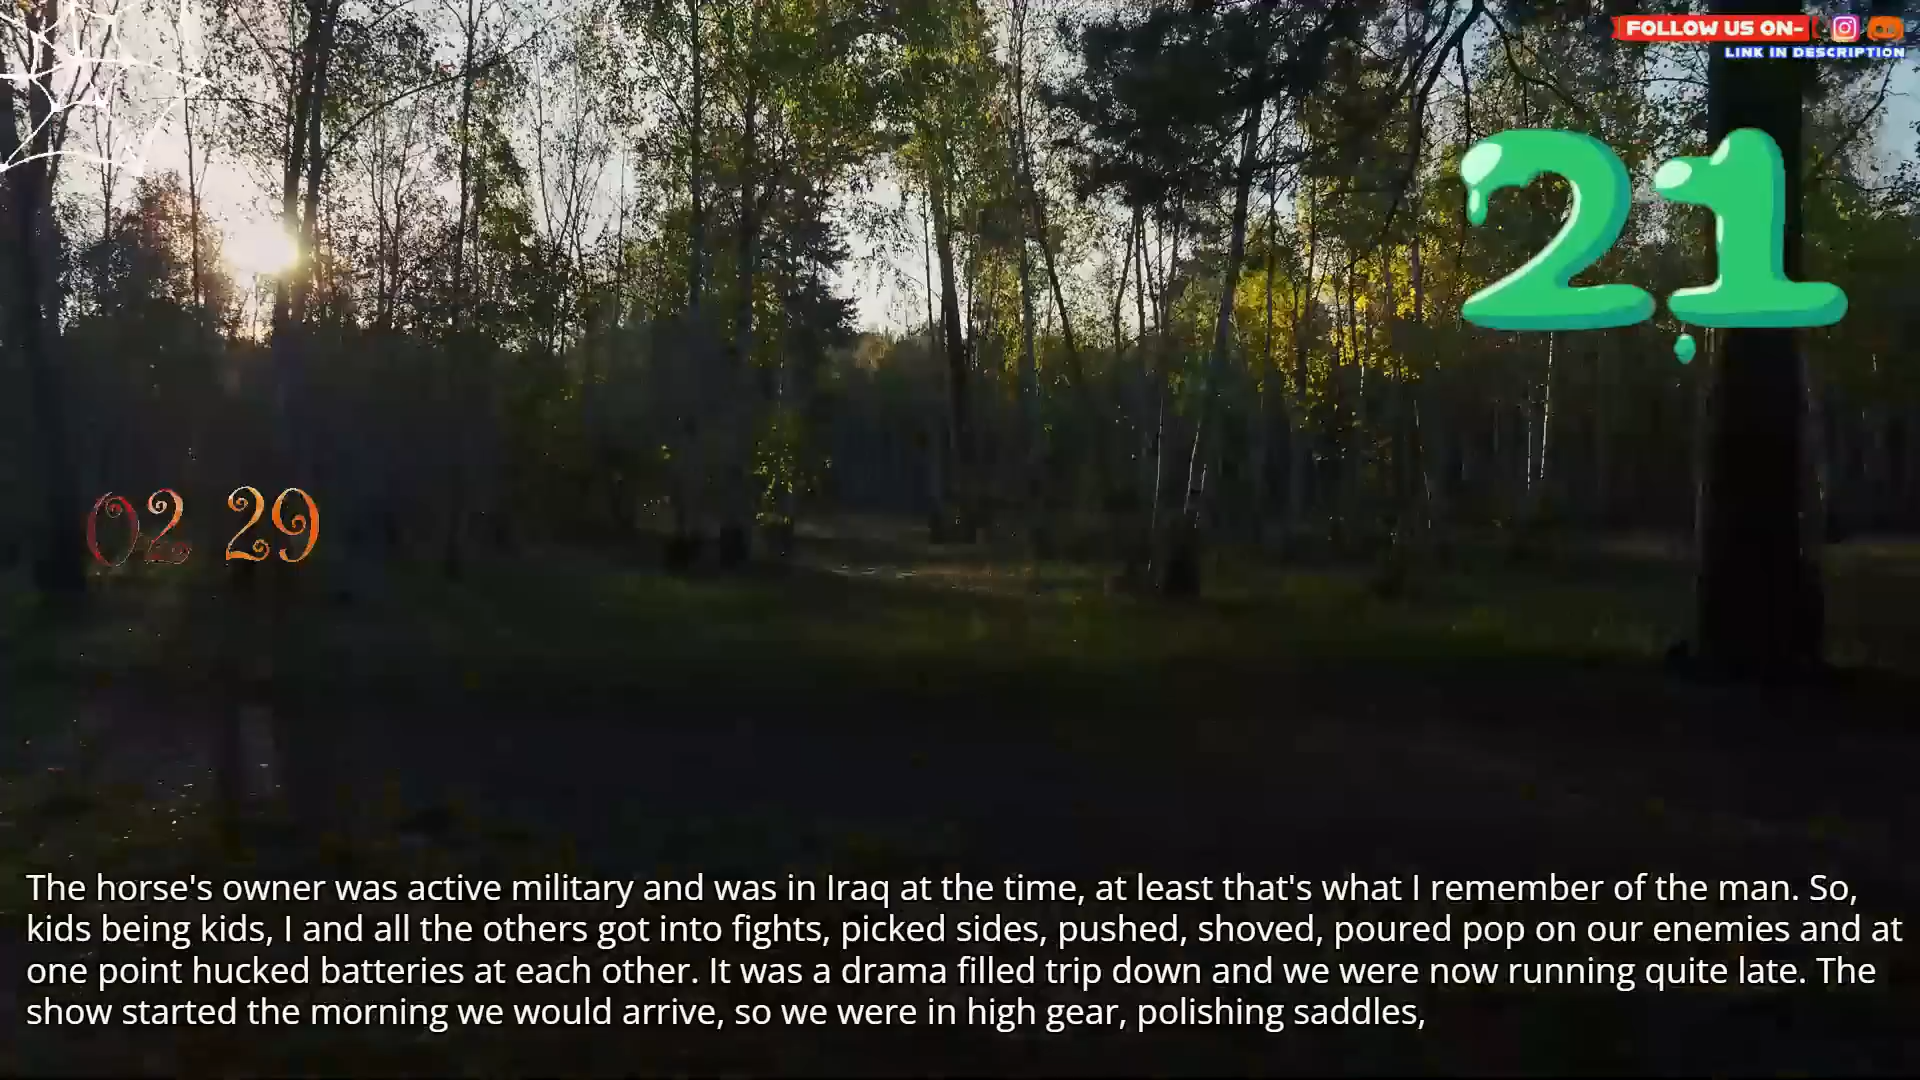 FOLLOW US ON-
LINK IN DESCRIPTION
21
02 29
The horse's owner was active military and was in Iraq at the time, at least that's what I remember of the man. So,
kids being kids, I and all the others got into fights, picked sides, pushed, shoved, poured pop on our enemies and at
one point hucked batteries at each other. It was a drama filled trip down and we were now running quite late. The
show started the morning we would arrive, so we were in high gear, polishing saddles,